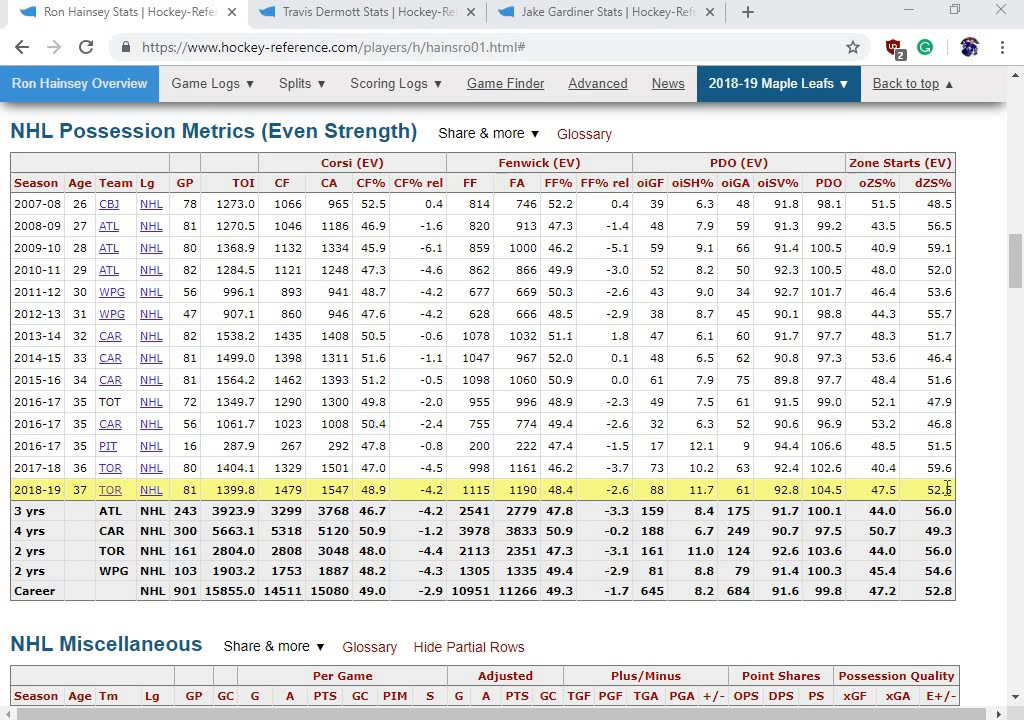 Ron Hainsey Stats | Hockey-Refe × Travis Dermott Stats | Hockey-Re × Jake Gardiner Stats | Hockey-Refe × +
https://www.hockey-reference.com/players/h/hainsro01.html# 2
Ron Hainsey Overview Game Logs ▼ Splits ▼ Scoring Logs ▼ Game Finder Advanced News 2018-19 Maple Leafs ▼ Back to top ▲
NHL Possession Metrics (Even Strength) Share & more ▼ Glossary
Corsi (EV) Fenwick (EV) PDO (EV) Zone Starts (EV)
Season Age Team Lg GP TOI CF CA CF% CF% rel FF FA FF% FF% rel oiGF oiSH% oiGA oiSV% PDO oZS% dZS%
2007-08 26 CBJ NHL 78 1273.0 1066 965 52.5 0.4 814 746 52.2 0.4 39 6.3 48 91.8 98.1 51.5 48.5
2008-09 27 ATL NHL 81 1270.5 1046 1186 46.9 -1.6 820 913 47.3 -1.4 48 7.9 59 91.3 99.2 43.5 56.5
2009-10 28 ATL NHL 80 1368.9 1132 1334 45.9 -6.1 859 1000 46.2 -5.1 59 9.1 66 91.4 100.5 40.9 59.1
2010-11 29 ATL NHL 82 1284.5 1121 1248 47.3 -4.6 862 866 49.9 -3.0 52 8.2 50 92.3 100.5 48.0 52.0
2011-12 30 WPG NHL 56 996.1 893 941 48.7 -4.2 677 669 50.3 -2.6 43 9.0 34 92.7 101.7 46.4 53.6
2012-13 31 WPG NHL 47 907.1 860 946 47.6 -4.2 628 666 48.5 -2.9 38 8.7 45 90.1 98.8 44.3 55.7
2013-14 32 CAR NHL 82 1538.2 1435 1408 50.5 -0.6 1078 1032 51.1 1.8 47 6.1 60 91.7 97.7 48.3 51.7
2014-15 33 CAR NHL 81 1499.0 1398 1311 51.6 -1.1 1047 967 52.0 0.1 48 6.5 62 90.8 97.3 53.6 46.4
2015-16 34 CAR NHL 81 1564.2 1462 1393 51.2 -0.5 1098 1060 50.9 0.0 61 7.9 75 89.8 97.7 48.4 51.6
2016-17 35 TOT NHL 72 1349.7 1290 1300 49.8 -2.0 955 996 48.9 -2.3 49 7.5 61 91.5 99.0 52.1 47.9
2016-17 35 CAR NHL 56 1061.7 1023 1008 50.4 -2.4 755 774 49.4 -2.6 32 6.3 52 90.6 96.9 53.2 46.8
2016-17 35 PIT NHL 16 287.9 267 292 47.8 -0.8 200 222 47.4 -1.5 17 12.1 9 94.4 106.6 48.5 51.5
2017-18 36 TOR NHL 80 1404.1 1329 1501 47.0 -4.5 998 1161 46.2 -3.7 73 10.2 63 92.4 102.6 40.4 59.6
2018-19 37 TOR NHL 81 1399.8 1479 1547 48.9 -4.2 1115 1190 48.4 -2.6 88 11.7 61 92.8 104.5 47.5
3 yrs ATL NHL 243 3923.9 3299 3768 46.7 -4.2 2541 2779 47.8 -3.3 159 8.4 175 91.7 100.1 44.0 56.0
4 yrs CAR NHL 300 5663.1 5318 5120 50.9 -1.2 3978 3833 50.9 -0.2 188 6.7 249 90.7 97.5 50.7 49.3
2 yrs TOR NHL 161 2804.0 2808 3048 48.0 -4.4 2113 2351 47.3 -3.1 161 11.0 124 92.6 103.6 44.0 56.0
2 yrs WPG NHL 103 1903.2 1753 1887 48.2 -4.3 1305 1335 49.4 -2.9 81 8.8 79 91.4 100.3 45.4 54.6
Career NHL 901 15855.0 14511 15080 49.0 -2.9 10951 11266 49.3 -1.7 645 8.2 684 91.6 99.8 47.2 52.8
NHL Miscellaneous Share & more ▼ Glossary Hide Partial Rows
Per Game Adjusted Plus/Minus Point Shares Possession Quality
Season Age Tm Lg GP GC G A PTS GC PIM S G A PTS GC TGF PGF TGA PGA +/- OPS DPS PS xGF xGA E+/-